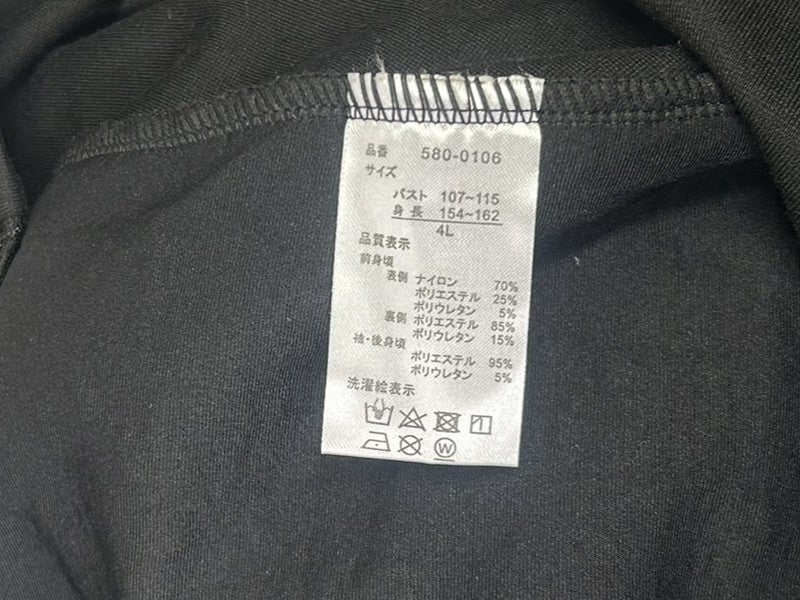 品番 580-0106
サイズ
バスト 107~115
身長 154~162
4L
品質表示
前身頃
表側 ナイロン 70%
ポリエステル 25%
ポリウレタン 5%
裏側 ポリエステル 85%
ポリウレタン 15%
袖・後身頃
ポリエステル 95%
ポリウレタン 5%
洗濯絵表示
W